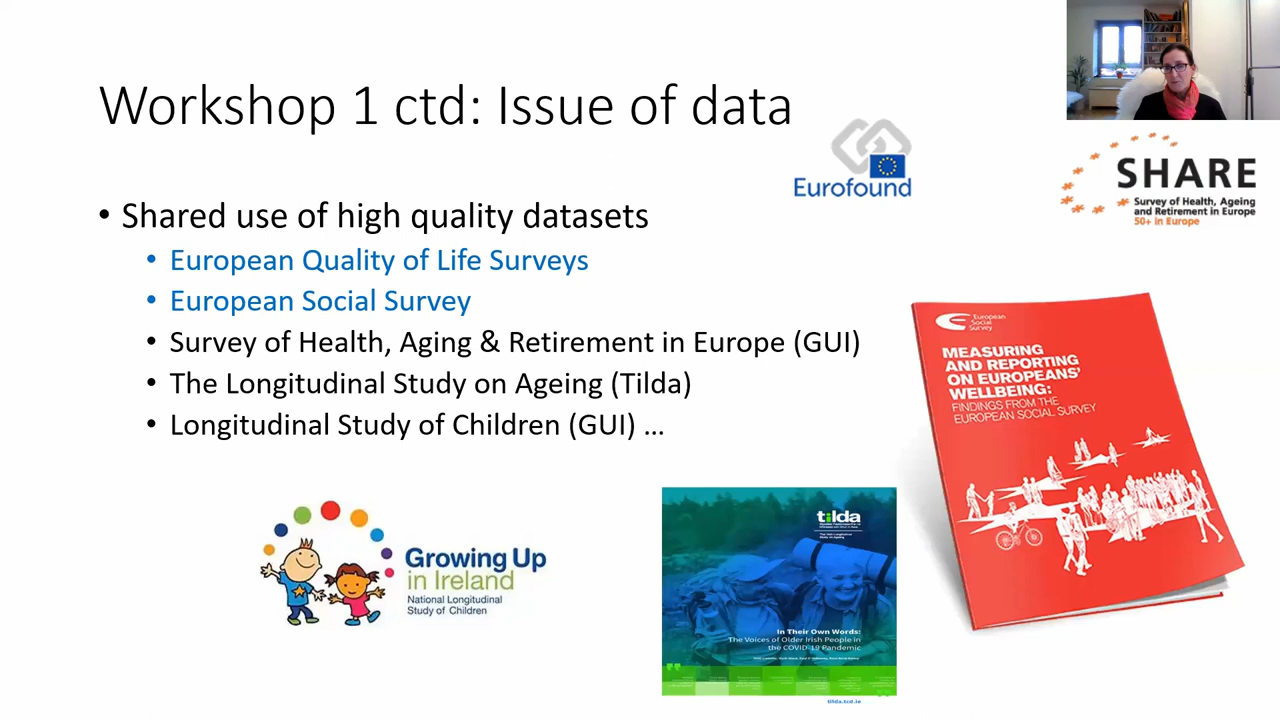 Workshop 1 ctd: Issue of data
Eurofound
SHARE
Survey of Health, Ageing
and Retirement in Europe
50+ in Europe
• Shared use of high quality datasets
• European Quality of Life Surveys
• European Social Survey
• Survey of Health, Aging & Retirement in Europe (GUI)
• The Longitudinal Study on Ageing (Tilda)
• Longitudinal Study of Children (GUI) …
European
Social
Survey
MEASURING
AND REPORTING
ON EUROPEANS'
WELLBEING:
FINDINGS FROM THE
EUROPEAN SOCIAL SURVEY
Growing Up
in Ireland
National Longitudinal
Study of Children
tilda
In Their Own Words:
The Voices of Older Irish People in
the COVID-19 Pandemic
tilda.tcd.ie